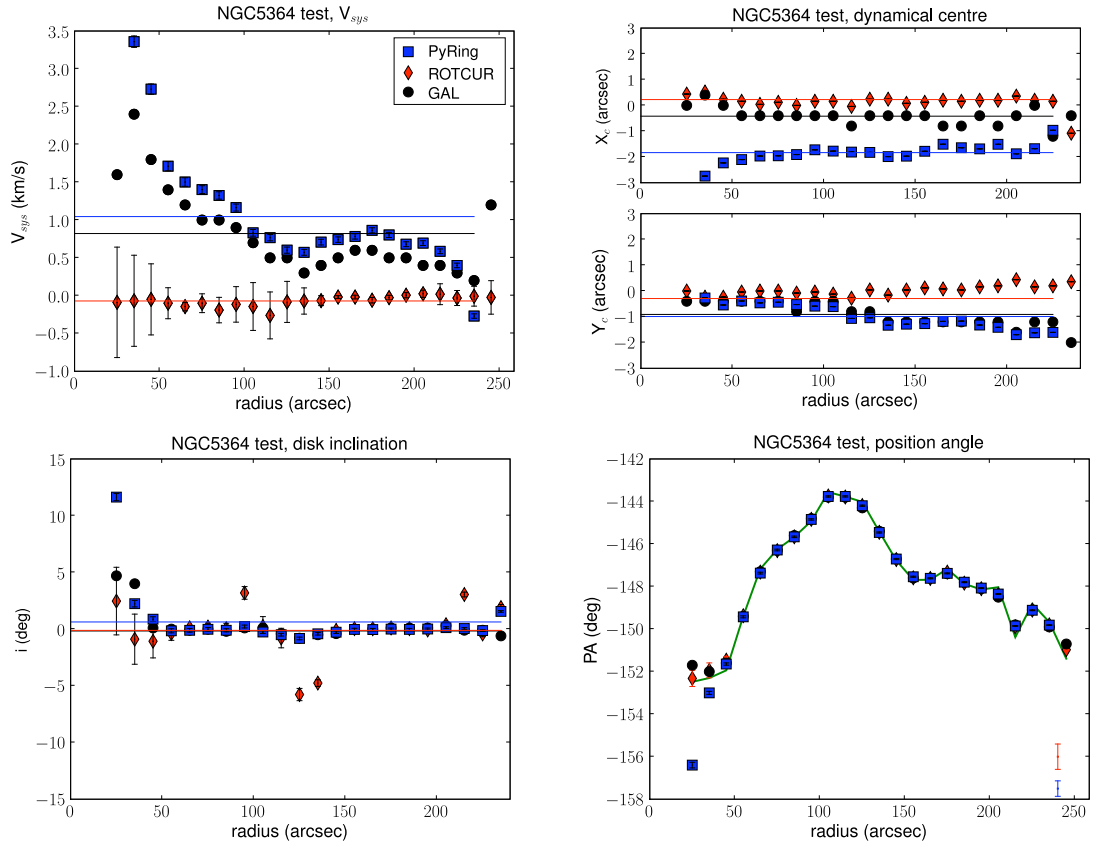 NGC5364 test, V_sys
3.5
3.0
2.5
2.0
1.5
1.0
0.5
0.0
−0.5
−1.0
V_sys (km/s)
0 50 100 150 200 250
radius (arcsec)
PyRing
ROTCUR
GAL
NGC5364 test, dynamical centre
3
2
1
0
−1
−2
−3
X_c (arcsec)
0 50 100 150 200
3
2
1
0
−1
−2
−3
Y_c (arcsec)
0 50 100 150 200
radius (arcsec)
NGC5364 test, disk inclination
15
10
5
0
−5
−10
−15
i (deg)
0 50 100 150 200
radius (arcsec)
NGC5364 test, position angle
−142
−144
−146
−148
−150
−152
−154
−156
−158
PA (deg)
0 50 100 150 200 250
radius (arcsec)